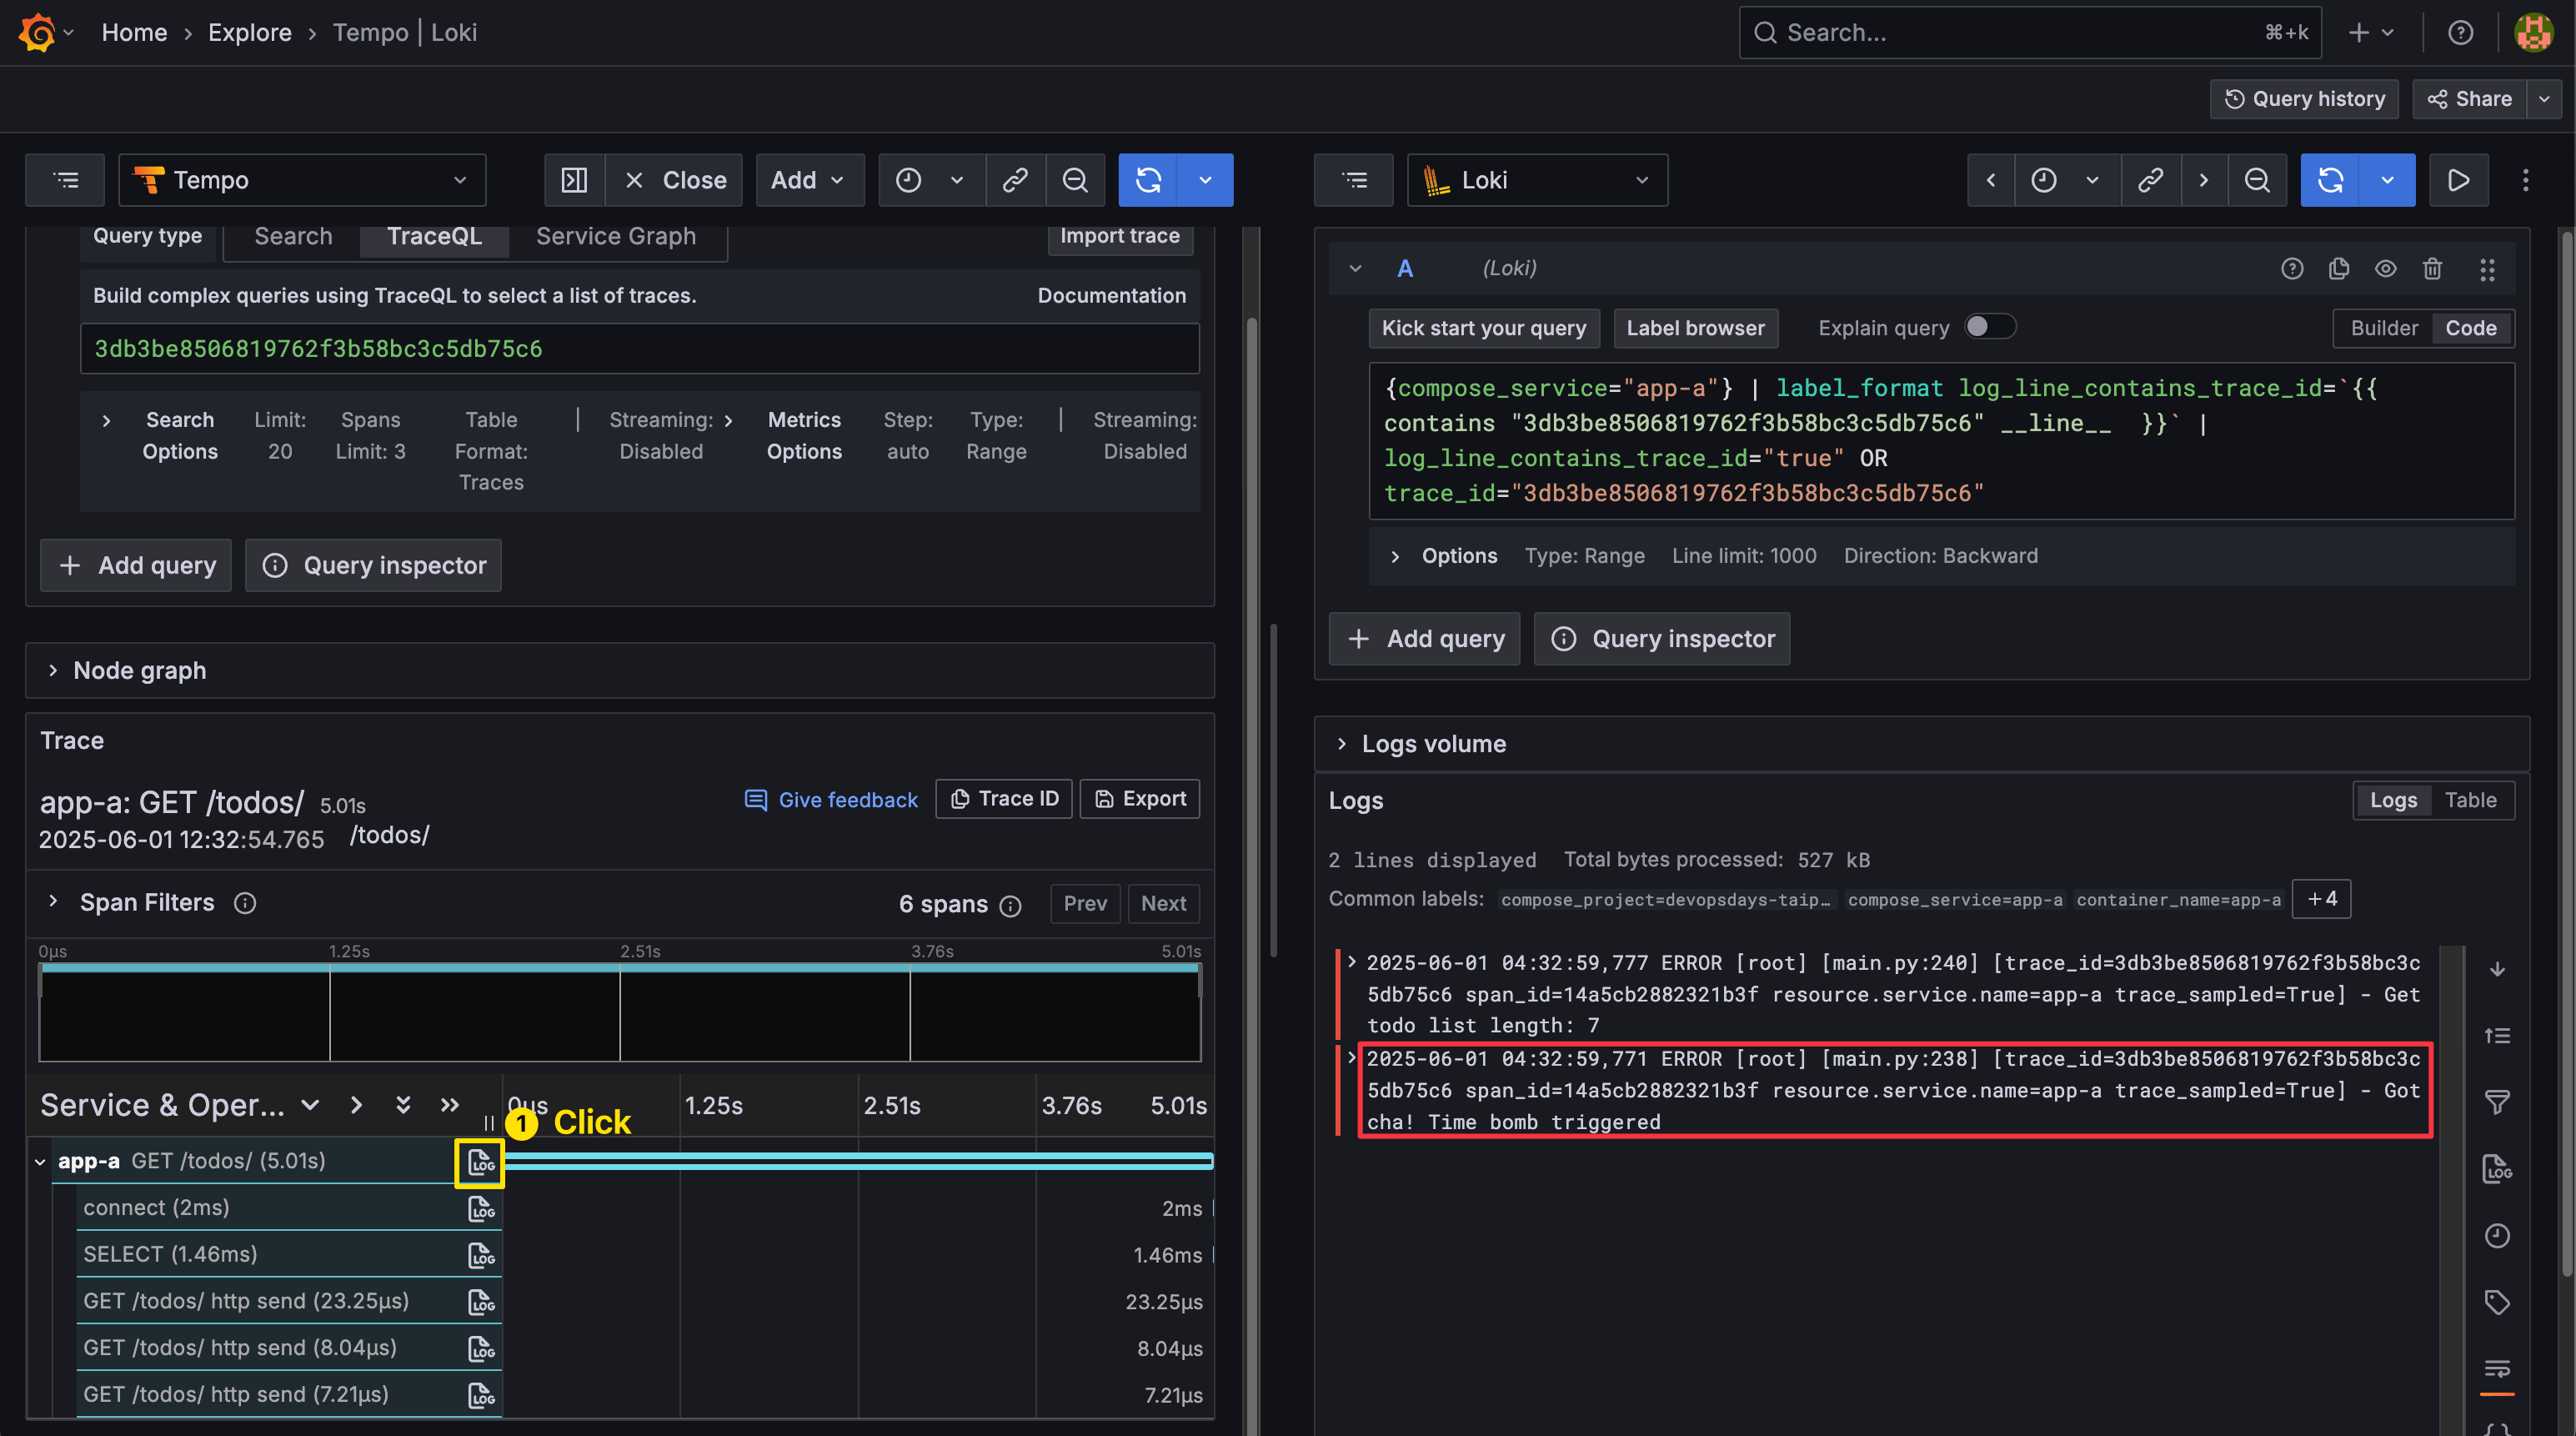 Home › Explore › Tempo | Loki
Search... ⌘+k
Query history Share
Tempo Close Add
Query type Search TraceQL Service Graph Import trace
Build complex queries using TraceQL to select a list of traces. Documentation
3db3be8506819762f3b58bc3c5db75c6
Search Limit: Spans Table | Streaming: Metrics Step: Type: | Streaming:
Options 20 Limit: 3 Format: Disabled Options auto Range Disabled
Traces
+ Add query Query inspector
Node graph
Trace
app-a: GET /todos/ 5.01s Give feedback Trace ID Export
2025-06-01 12:32:54.765 /todos/
Span Filters 6 spans Prev Next
0μs 1.25s 2.51s 3.76s 5.01s
Service & Oper... 0μs 1.25s 2.51s 3.76s 5.01s
1 Click
app-a GET /todos/ (5.01s) LOG
connect (2ms) LOG 2ms
SELECT (1.46ms) LOG 1.46ms
GET /todos/ http send (23.25μs) LOG 23.25μs
GET /todos/ http send (8.04μs) LOG 8.04μs
GET /todos/ http send (7.21μs) LOG 7.21μs
Loki
A (Loki)
Kick start your query Label browser Explain query Builder Code
{compose_service="app-a"} | label_format log_line_contains_trace_id=`{{
contains "3db3be8506819762f3b58bc3c5db75c6" __line__  }}` |
log_line_contains_trace_id="true" OR
trace_id="3db3be8506819762f3b58bc3c5db75c6"
Options Type: Range Line limit: 1000 Direction: Backward
+ Add query Query inspector
Logs volume
Logs Logs Table
2 lines displayed Total bytes processed: 527 kB
Common labels: compose_project=devopsdays-taip… compose_service=app-a container_name=app-a +4
2025-06-01 04:32:59,777 ERROR [root] [main.py:240] [trace_id=3db3be8506819762f3b58bc3c
5db75c6 span_id=14a5cb2882321b3f resource.service.name=app-a trace_sampled=True] - Get
todo list length: 7
2025-06-01 04:32:59,771 ERROR [root] [main.py:238] [trace_id=3db3be8506819762f3b58bc3c
5db75c6 span_id=14a5cb2882321b3f resource.service.name=app-a trace_sampled=True] - Got
cha! Time bomb triggered
LOG